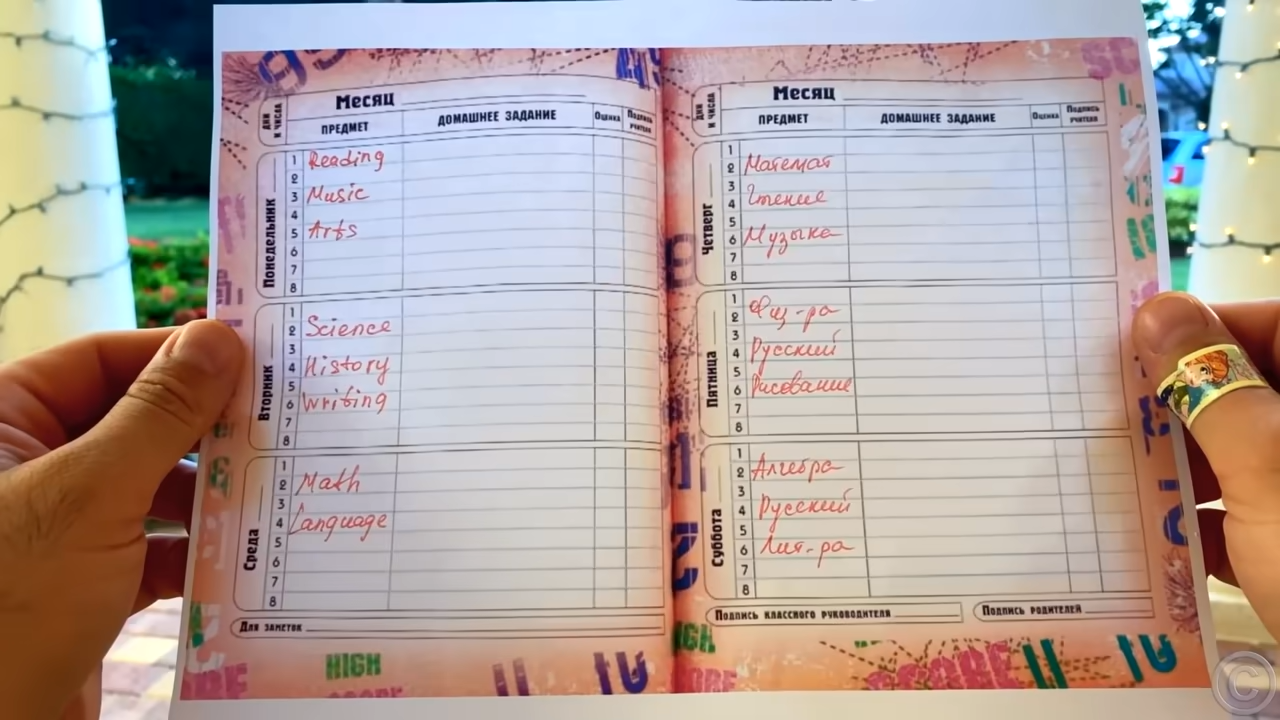 Месяц
ДНИ И ЧИСЛА
ПРЕДМЕТ
ДОМАШНЕЕ ЗАДАНИЕ
Оценка
Подпись учителя
Понедельник
1 Reading
2
3 Music
4
5 Arts
6
7
8
Вторник
1
2 Science
3
4 History
5
6 Writing
7
8
Среда
1
2 Math
3
4 Language
5
6
7
8
Для заметок
HIGH
SCORE
Месяц
ДНИ И ЧИСЛА
ПРЕДМЕТ
ДОМАШНЕЕ ЗАДАНИЕ
Оценка
Подпись учителя
Четверг
1
2 Математ
3
4 Чтение
5
6 Музыка
7
8
Пятница
1
2 Физ-ра
3
4 Русский
5
6 Рисование
7
8
Суббота
1
2 Алгебра
3
4 Русский
5
6 Лит-ра
7
8
Подпись классного руководителя
Подпись родителей
SCORE
©